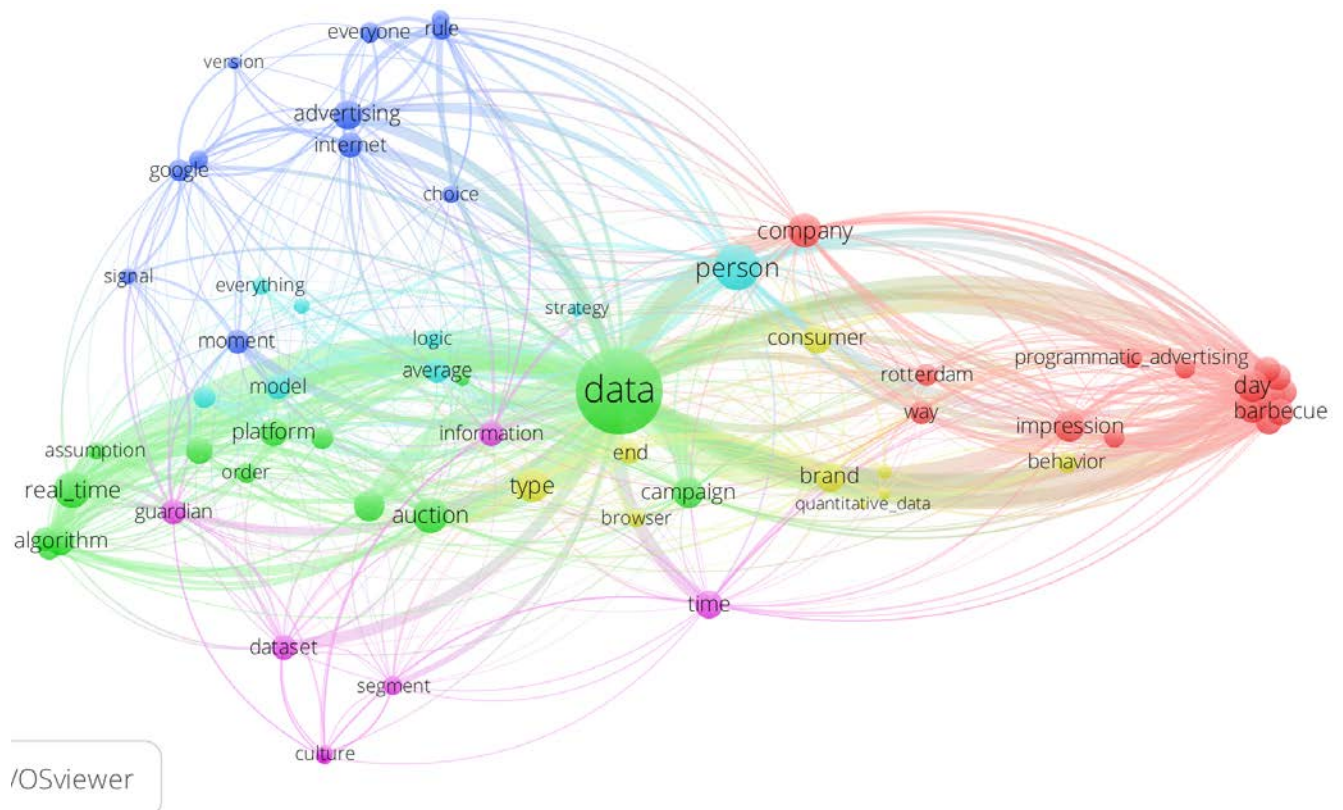 everyone
rule
version
advertising
internet
google
choice
company
person
signal
everything
strategy
moment
logic
consumer
programmatic_advertising
average
model
data
rotterdam
day
way
barbecue
platform
information
impression
assumption
end
behavior
order
type
brand
real_time
campaign
quantitative_data
guardian
auction
browser
algorithm
time
dataset
segment
culture
VOSviewer